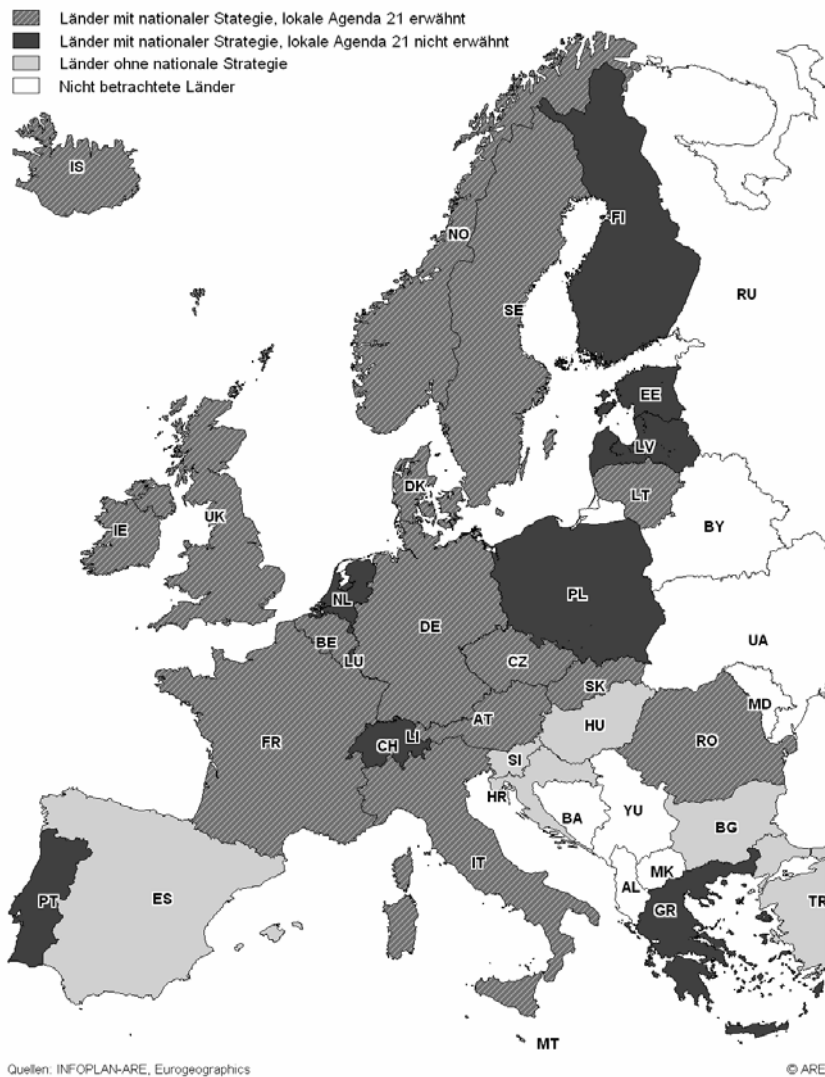 Länder mit nationaler Stategie, lokale Agenda 21 erwähnt
Länder mit nationaler Strategie, lokale Agenda 21 nicht erwähnt
Länder ohne nationale Strategie
Nicht betrachtete Länder
IS
FI
NO
RU
SE
EE
LV
DK
LT
IE
UK
BY
NL
PL
DE
BE
UA
LU
CZ
SK
MD
AT
FR
CH
LI
HU
RO
SI
HR
BA
YU
BG
IT
MK
AL
PT
ES
GR
TR
MT
Quellen: INFOPLAN-ARE, Eurogeographics
© ARE